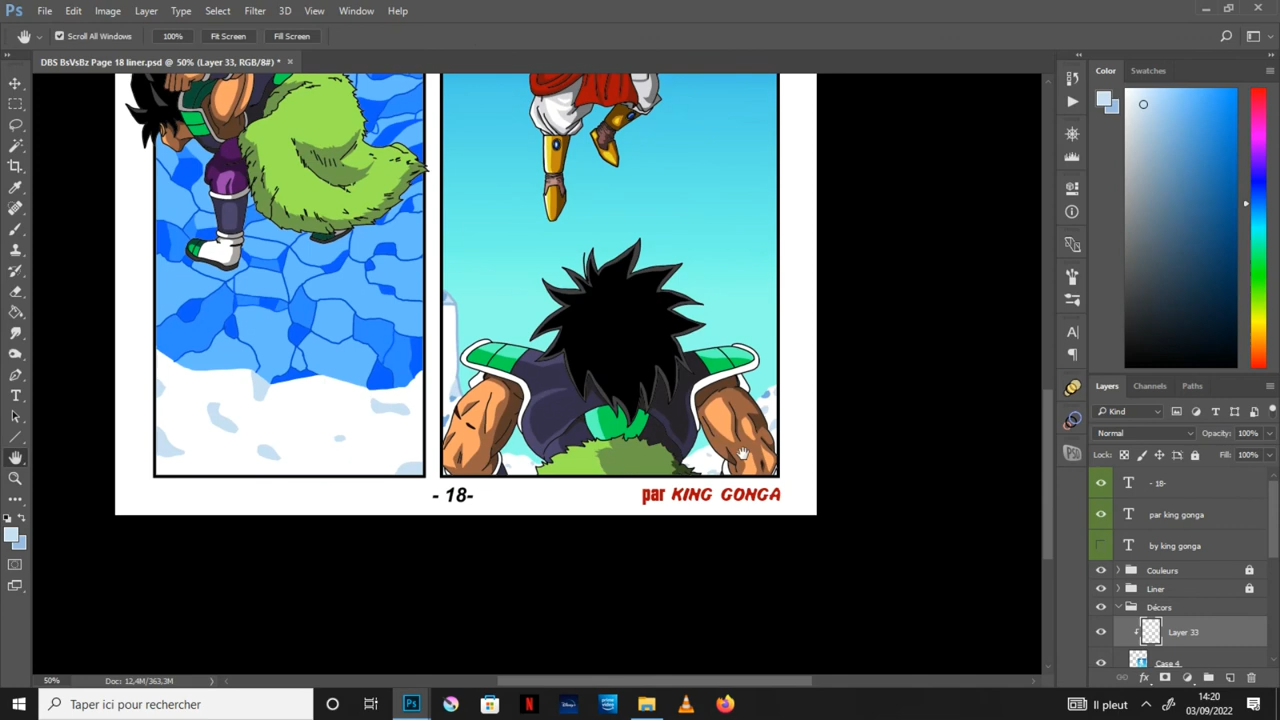 Ps File Edit Image Layer Type Select Filter 3D View Window Help
Scroll All Windows 100% Fit Screen Fill Screen
DBS BsVsBz Page 18 liner.psd @ 50% (Layer 33, RGB/8#) * ×
Color Swatches
Layers Channels Paths
Kind
Normal Opacity: 100%
Lock: Fill: 100%
T - 18-
T par king gonga
T by king gonga
Couleurs
Liner
Décors
Layer 33
Case 4
- 18-
par KING GONGA
50% Doc: 12,4M/363,3M
Taper ici pour rechercher
Il pleut
14:20
03/09/2022